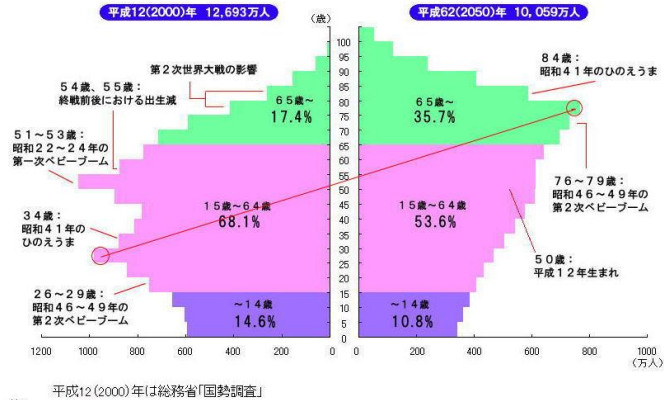 平成12(2000)年 12,693万人
平成62(2050)年 10,059万人
(歳)
100
95
90
85
80
75
70
65
60
55
50
45
40
35
30
25
20
15
10
5
0
第2次世界大戦の影響
54歳、55歳：
終戦前後における出生減
51～53歳：
昭和22～24年の
第一次ベビーブーム
34歳：
昭和41年の
ひのえうま
26～29歳：
昭和46～49年の
第2次ベビーブーム
65歳～
17.4%
15歳～64歳
68.1%
～14歳
14.6%
1200
1000
800
600
400
200
0
84歳：
昭和41年のひのえうま
65歳～
35.7%
76～79歳：
昭和46～49年の
第2次ベビーブーム
15歳～64歳
53.6%
50歳：
平成12年生まれ
～14歳
10.8%
0
200
400
600
800
1000
(万人)
平成12(2000)年は総務省「国勢調査」